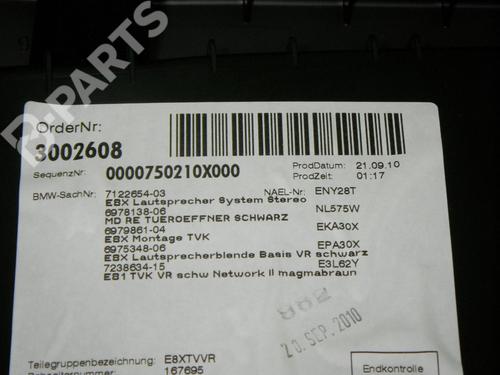 D-PARTS
OrderNr:
3002608
SequenzNr: 0000750210X000
ProdDatum: 21.09.10
ProdZeit: 01:17
BMW-SachNr: 7122654-03 NAEL-Nr: ENY28T
E8X Lautsprecher System Stereo
6978138-06 NL575W
MD RE TUEROEFFNER SCHWARZ
6979861-04 EKA30X
E8X Montage TVK
6975348-06 EPA30X
E8X Lautsprecherblende Basis VR schwarz
7238634-15 E3L62Y
E81 TVK VR schw Network II magmabraun
20. SEP. 2010
Teilegruppenbezeichnung: E8XTVVR
167695
Endkontrolle